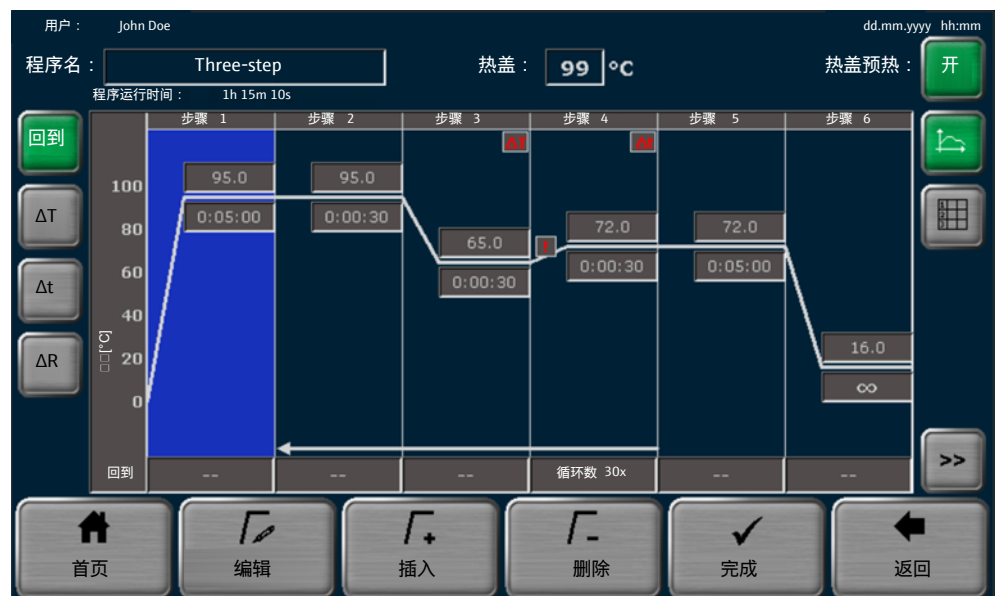 用户： John Doe dd.mm.yyyy hh:mm
程序名： Three-step 热盖： 99 °C 热盖预热： 开
程序运行时间： 1h 15m 10s
步骤 1 步骤 2 步骤 3 步骤 4 步骤 5 步骤 6
回到
ΔT
Δt
ΔR
ΔT Δt
100
80
60
40
20
0
□□[°C]
95.0 95.0 65.0 72.0 72.0 16.0
0:05:00 0:00:30 0:00:30 ! 0:00:30 0:05:00 ∞
回到 -- -- -- 循环数 30x -- --
>>
首页 编辑 插入 删除 完成 返回